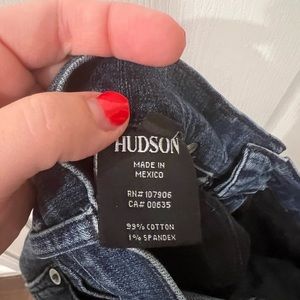 HUDSON
MADE IN
MEXICO
RN# 107906
CA# 00635
99% COTTON
1% SPANDEX